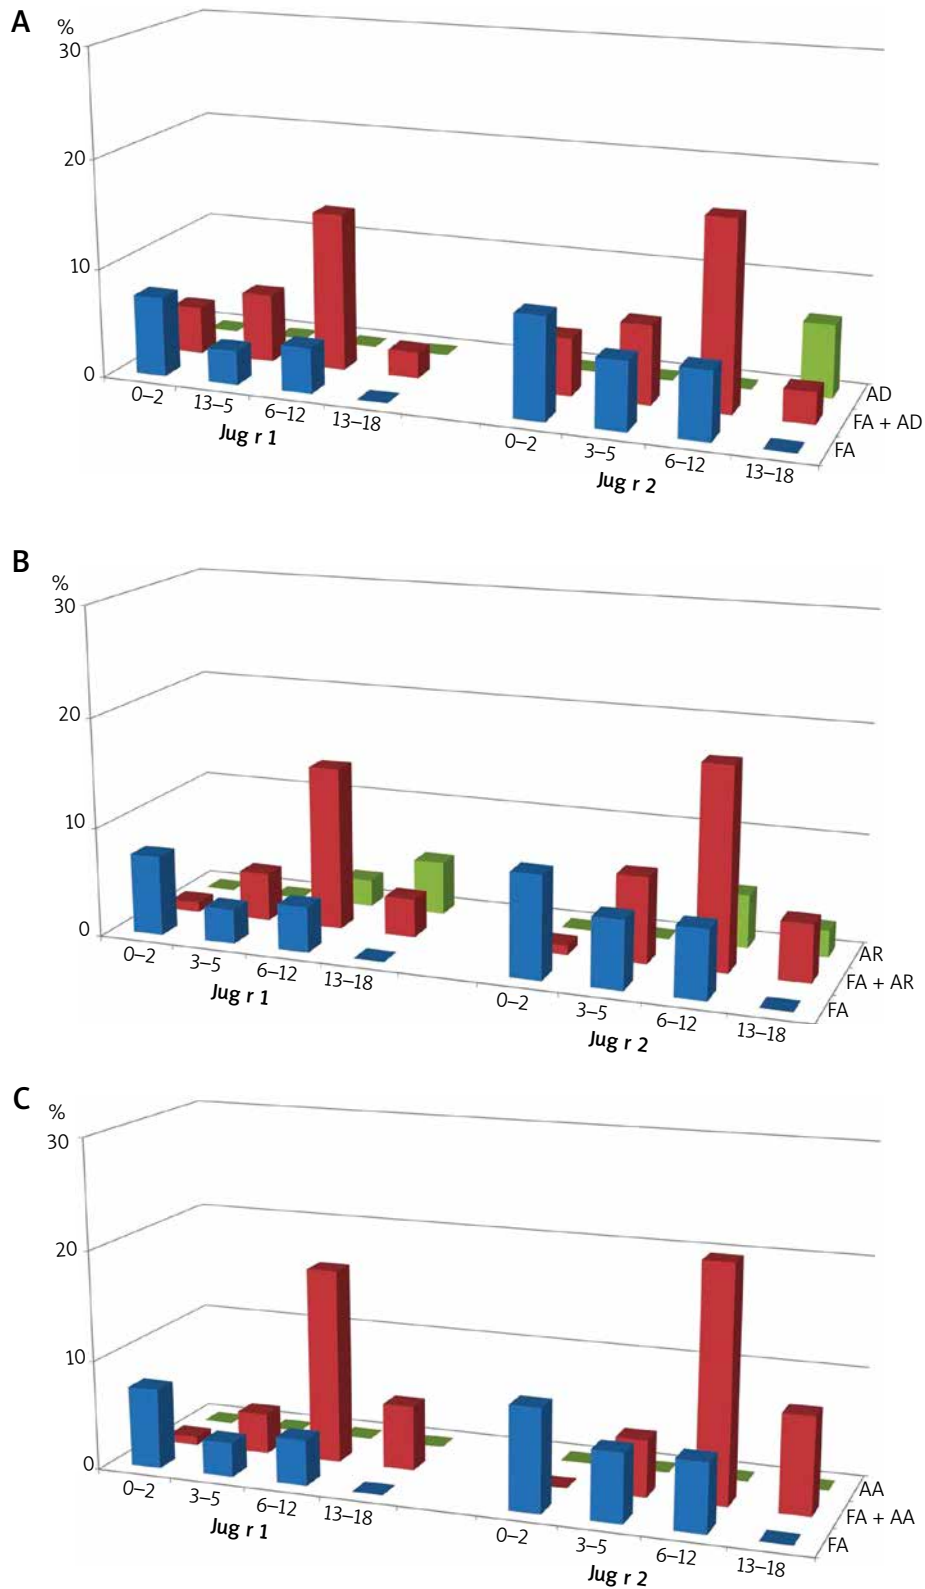 A
%
30
20
10
0
0–2 13–5 6–12 13–18
Jug r 1
0–2 3–5 6–12 13–18
Jug r 2
AD
FA + AD
FA
B
%
30
20
10
0
0–2 3–5 6–12 13–18
Jug r 1
0–2 3–5 6–12 13–18
Jug r 2
AR
FA + AR
FA
C
%
30
20
10
0
0–2 3–5 6–12 13–18
Jug r 1
0–2 3–5 6–12 13–18
Jug r 2
AA
FA + AA
FA